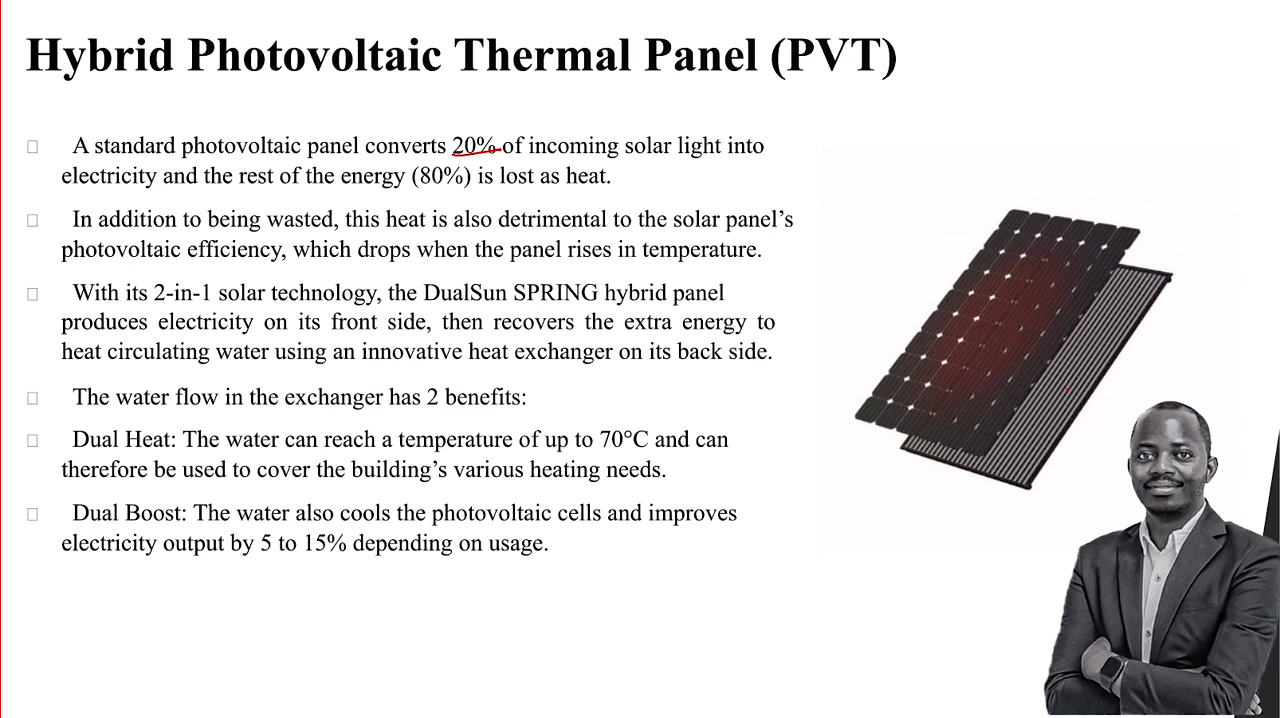 Hybrid Photovoltaic Thermal Panel (PVT)
A standard photovoltaic panel converts 20% of incoming solar light into
electricity and the rest of the energy (80%) is lost as heat.
In addition to being wasted, this heat is also detrimental to the solar panel’s
photovoltaic efficiency, which drops when the panel rises in temperature.
With its 2-in-1 solar technology, the DualSun SPRING hybrid panel
produces electricity on its front side, then recovers the extra energy to
heat circulating water using an innovative heat exchanger on its back side.
The water flow in the exchanger has 2 benefits:
Dual Heat: The water can reach a temperature of up to 70°C and can
therefore be used to cover the building’s various heating needs.
Dual Boost: The water also cools the photovoltaic cells and improves
electricity output by 5 to 15% depending on usage.